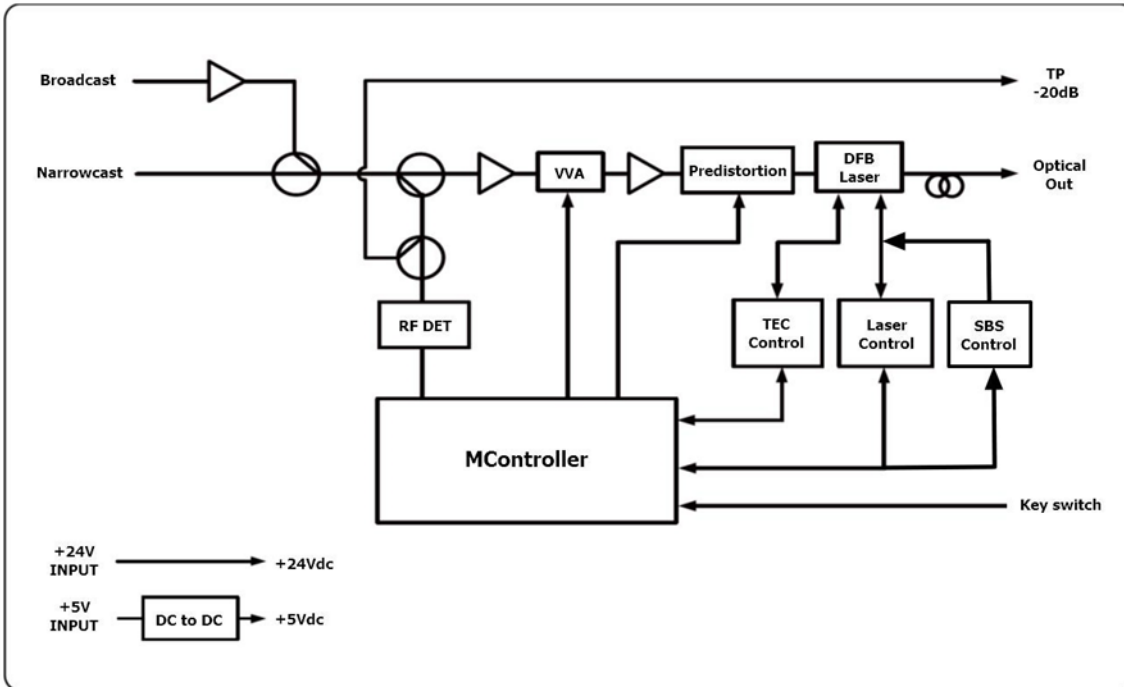 Broadcast
TP
-20dB
Narrowcast
VVA
Predistortion
DFB
Laser
Optical
Out
RF DET
TEC
Control
Laser
Control
SBS
Control
MController
Key switch
+24V
INPUT
+24Vdc
+5V
INPUT
DC to DC
+5Vdc